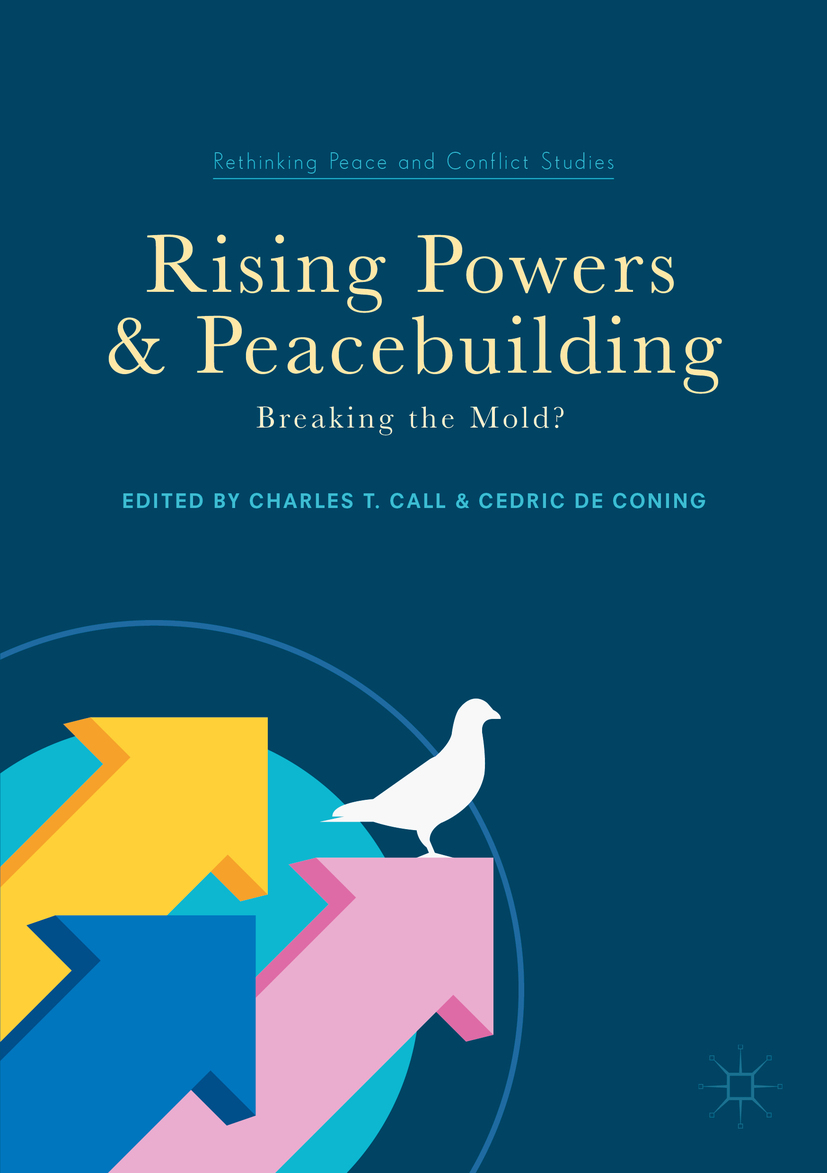 Rethinking Peace and Conflict Studies
Rising Powers
& Peacebuilding
Breaking the Mold?
EDITED BY CHARLES T. CALL & CEDRIC DE CONING